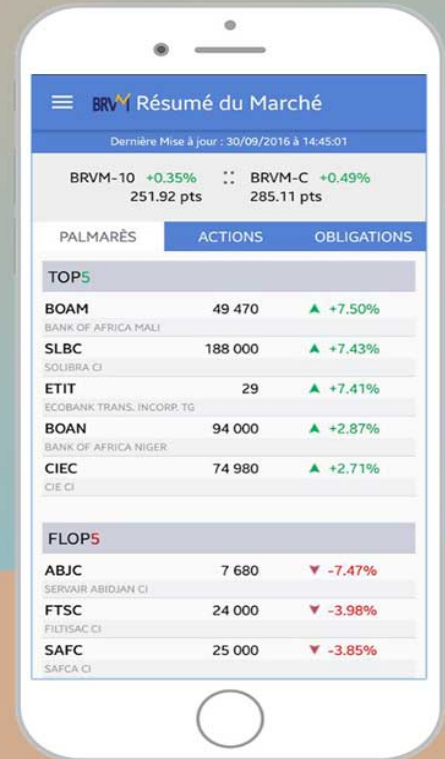 BRVM Résumé du Marché
Dernière Mise à jour : 30/09/2016 à 14:45:01
BRVM-10 +0.35% BRVM-C +0.49%
251.92 pts 285.11 pts
PALMARÈS ACTIONS OBLIGATIONS
TOP5
BOAM 49 470 ▲ +7.50%
BANK OF AFRICA MALI
SLBC 188 000 ▲ +7.43%
SOLIBRA CI
ETIT 29 ▲ +7.41%
ECOBANK TRANS. INCORP. TG
BOAN 94 000 ▲ +2.87%
BANK OF AFRICA NIGER
CIEC 74 980 ▲ +2.71%
CIE CI
FLOP5
ABJC 7 680 ▼ -7.47%
SERVAIR ABIDJAN CI
FTSC 24 000 ▼ -3.98%
FILTISAC CI
SAFC 25 000 ▼ -3.85%
SAFCA CI